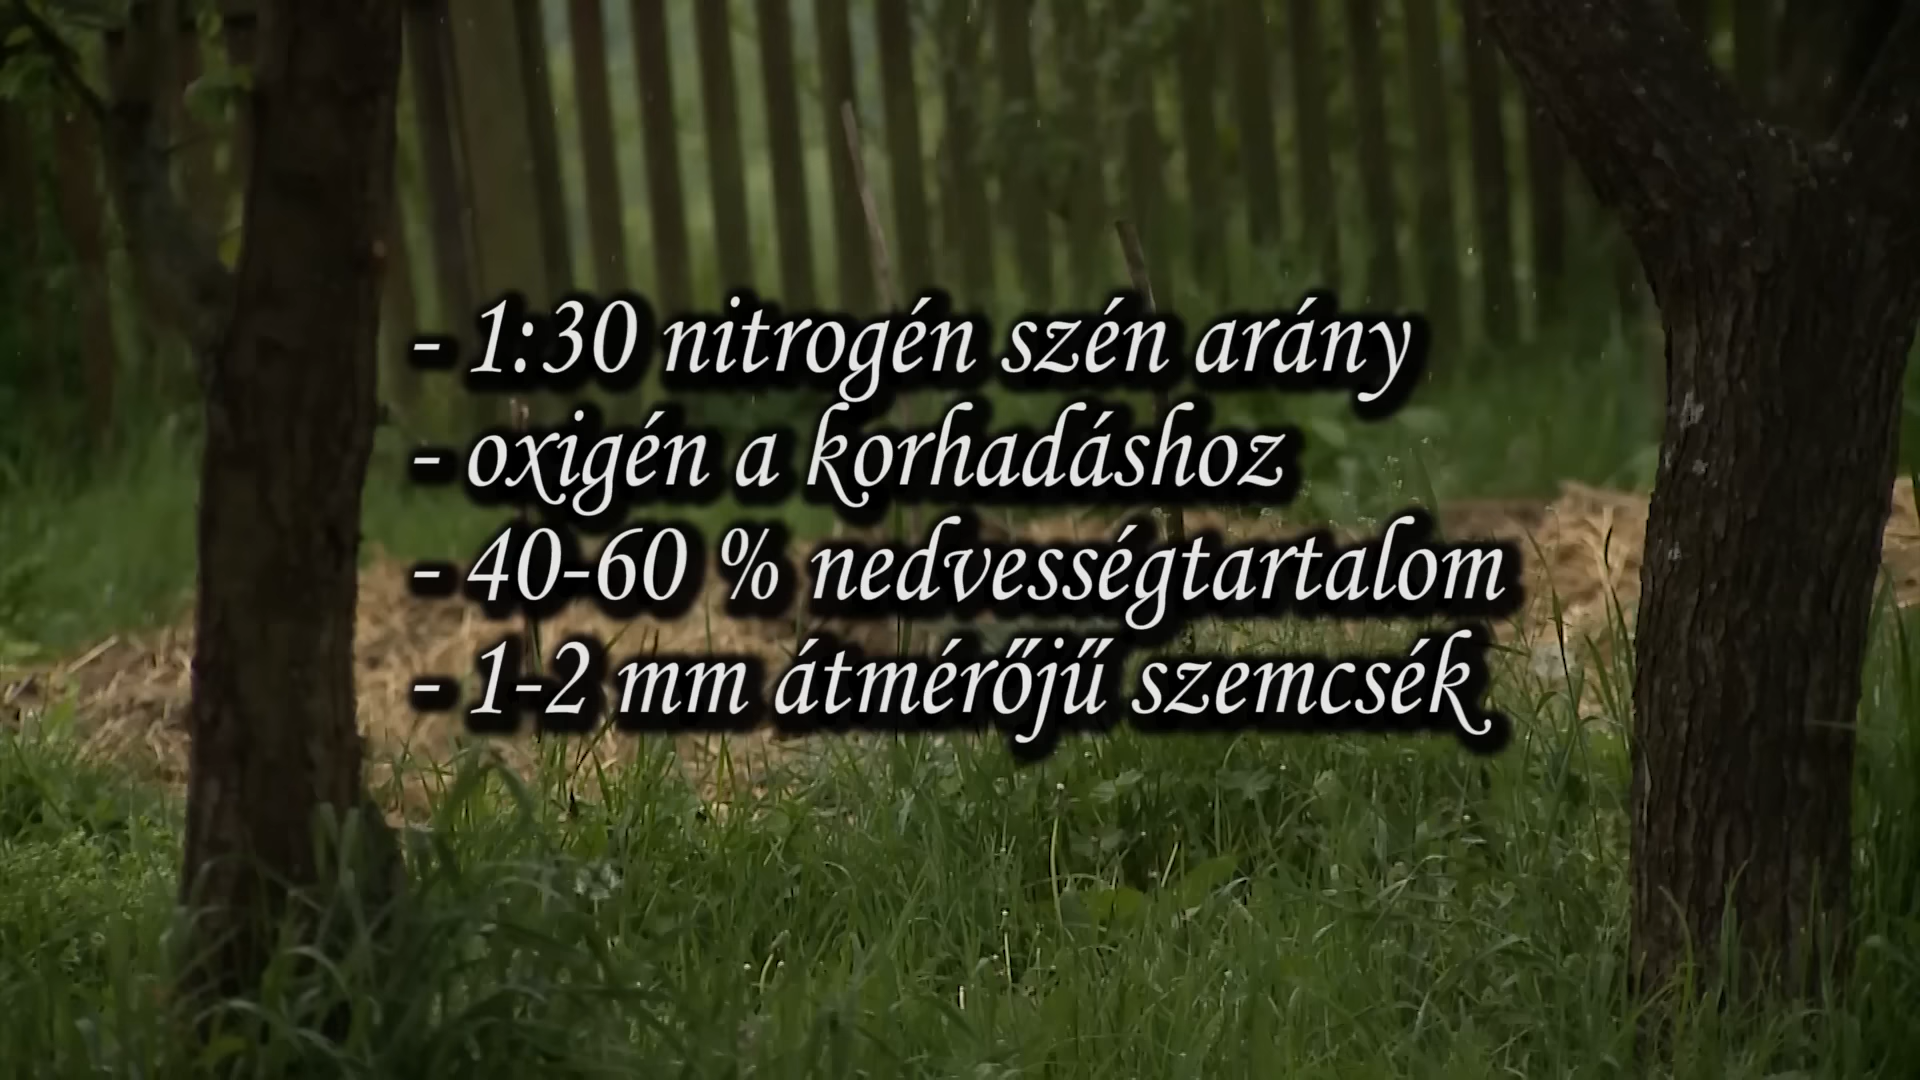 - 1:30 nitrogén szén arány
- oxigén a korhadáshoz
- 40-60 % nedvességtartalom
- 1-2 mm átmérőjű szemcsék